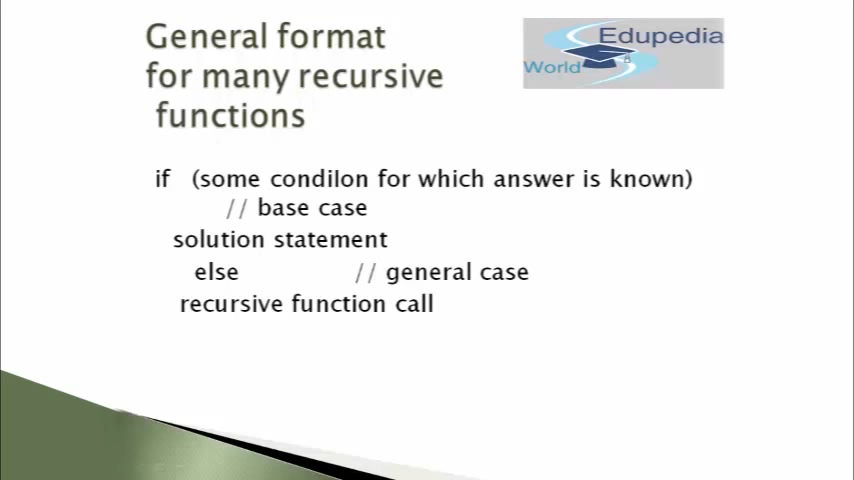 General format
for many recursive
functions
Edupedia
World
if (some condilon for which answer is known)
// base case
solution statement
else // general case
recursive function call